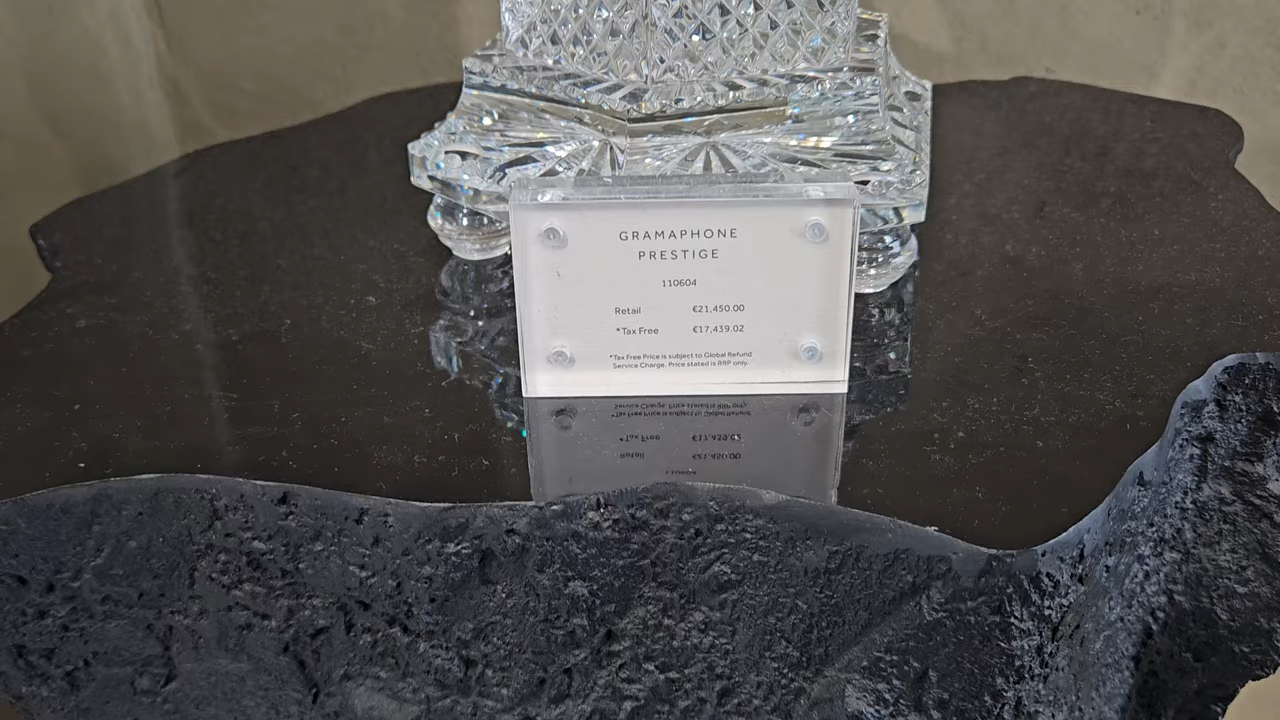 GRAMAPHONE
PRESTIGE
110604
Retail €21,450.00
*Tax Free €17,439.02
*Tax Free Price is subject to Global Refund
Service Charge. Price stated is RRP only.